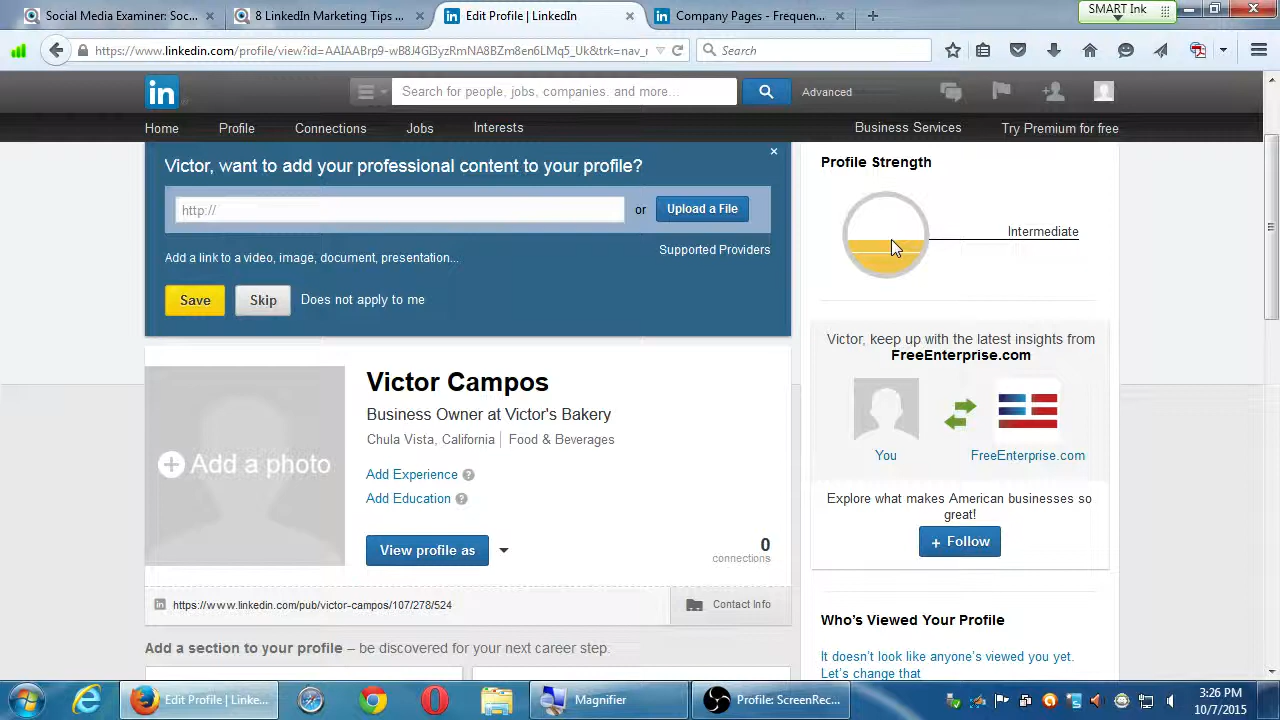 Social Media Examiner: Soc...
8 LinkedIn Marketing Tips ...
Edit Profile | LinkedIn
Company Pages - Frequen...
SMART Ink
https://www.linkedin.com/profile/view?id=AAIAABrp9-wB8J4GI3yzRmNA8BZm8en6LMq5_Uk&trk=nav_r
Search
in
Search for people, jobs, companies. and more...
Advanced
Home
Profile
Connections
Jobs
Interests
Business Services
Try Premium for free
Victor, want to add your professional content to your profile?
http://
or
Upload a File
Supported Providers
Add a link to a video, image, document, presentation...
Save
Skip
Does not apply to me
Profile Strength
Intermediate
Victor, keep up with the latest insights from
FreeEnterprise.com
You
FreeEnterprise.com
Explore what makes American businesses so
great!
+ Follow
Add a photo
Victor Campos
Business Owner at Victor's Bakery
Chula Vista, California
Food & Beverages
Add Experience ?
Add Education ?
View profile as
0
connections
https://www.linkedin.com/pub/victor-campos/107/278/524
Contact Info
Add a section to your profile – be discovered for your next career step.
Who's Viewed Your Profile
It doesn't look like anyone's viewed you yet.
Let's change that
Edit Profile | Linke...
Magnifier
Profile: ScreenRec...
3:26 PM
10/7/2015